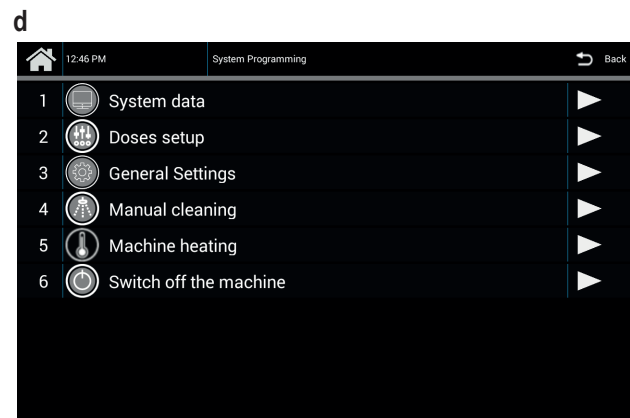 d
12:46 PM System Programming Back
1 System data
2 Doses setup
3 General Settings
4 Manual cleaning
5 Machine heating
6 Switch off the machine